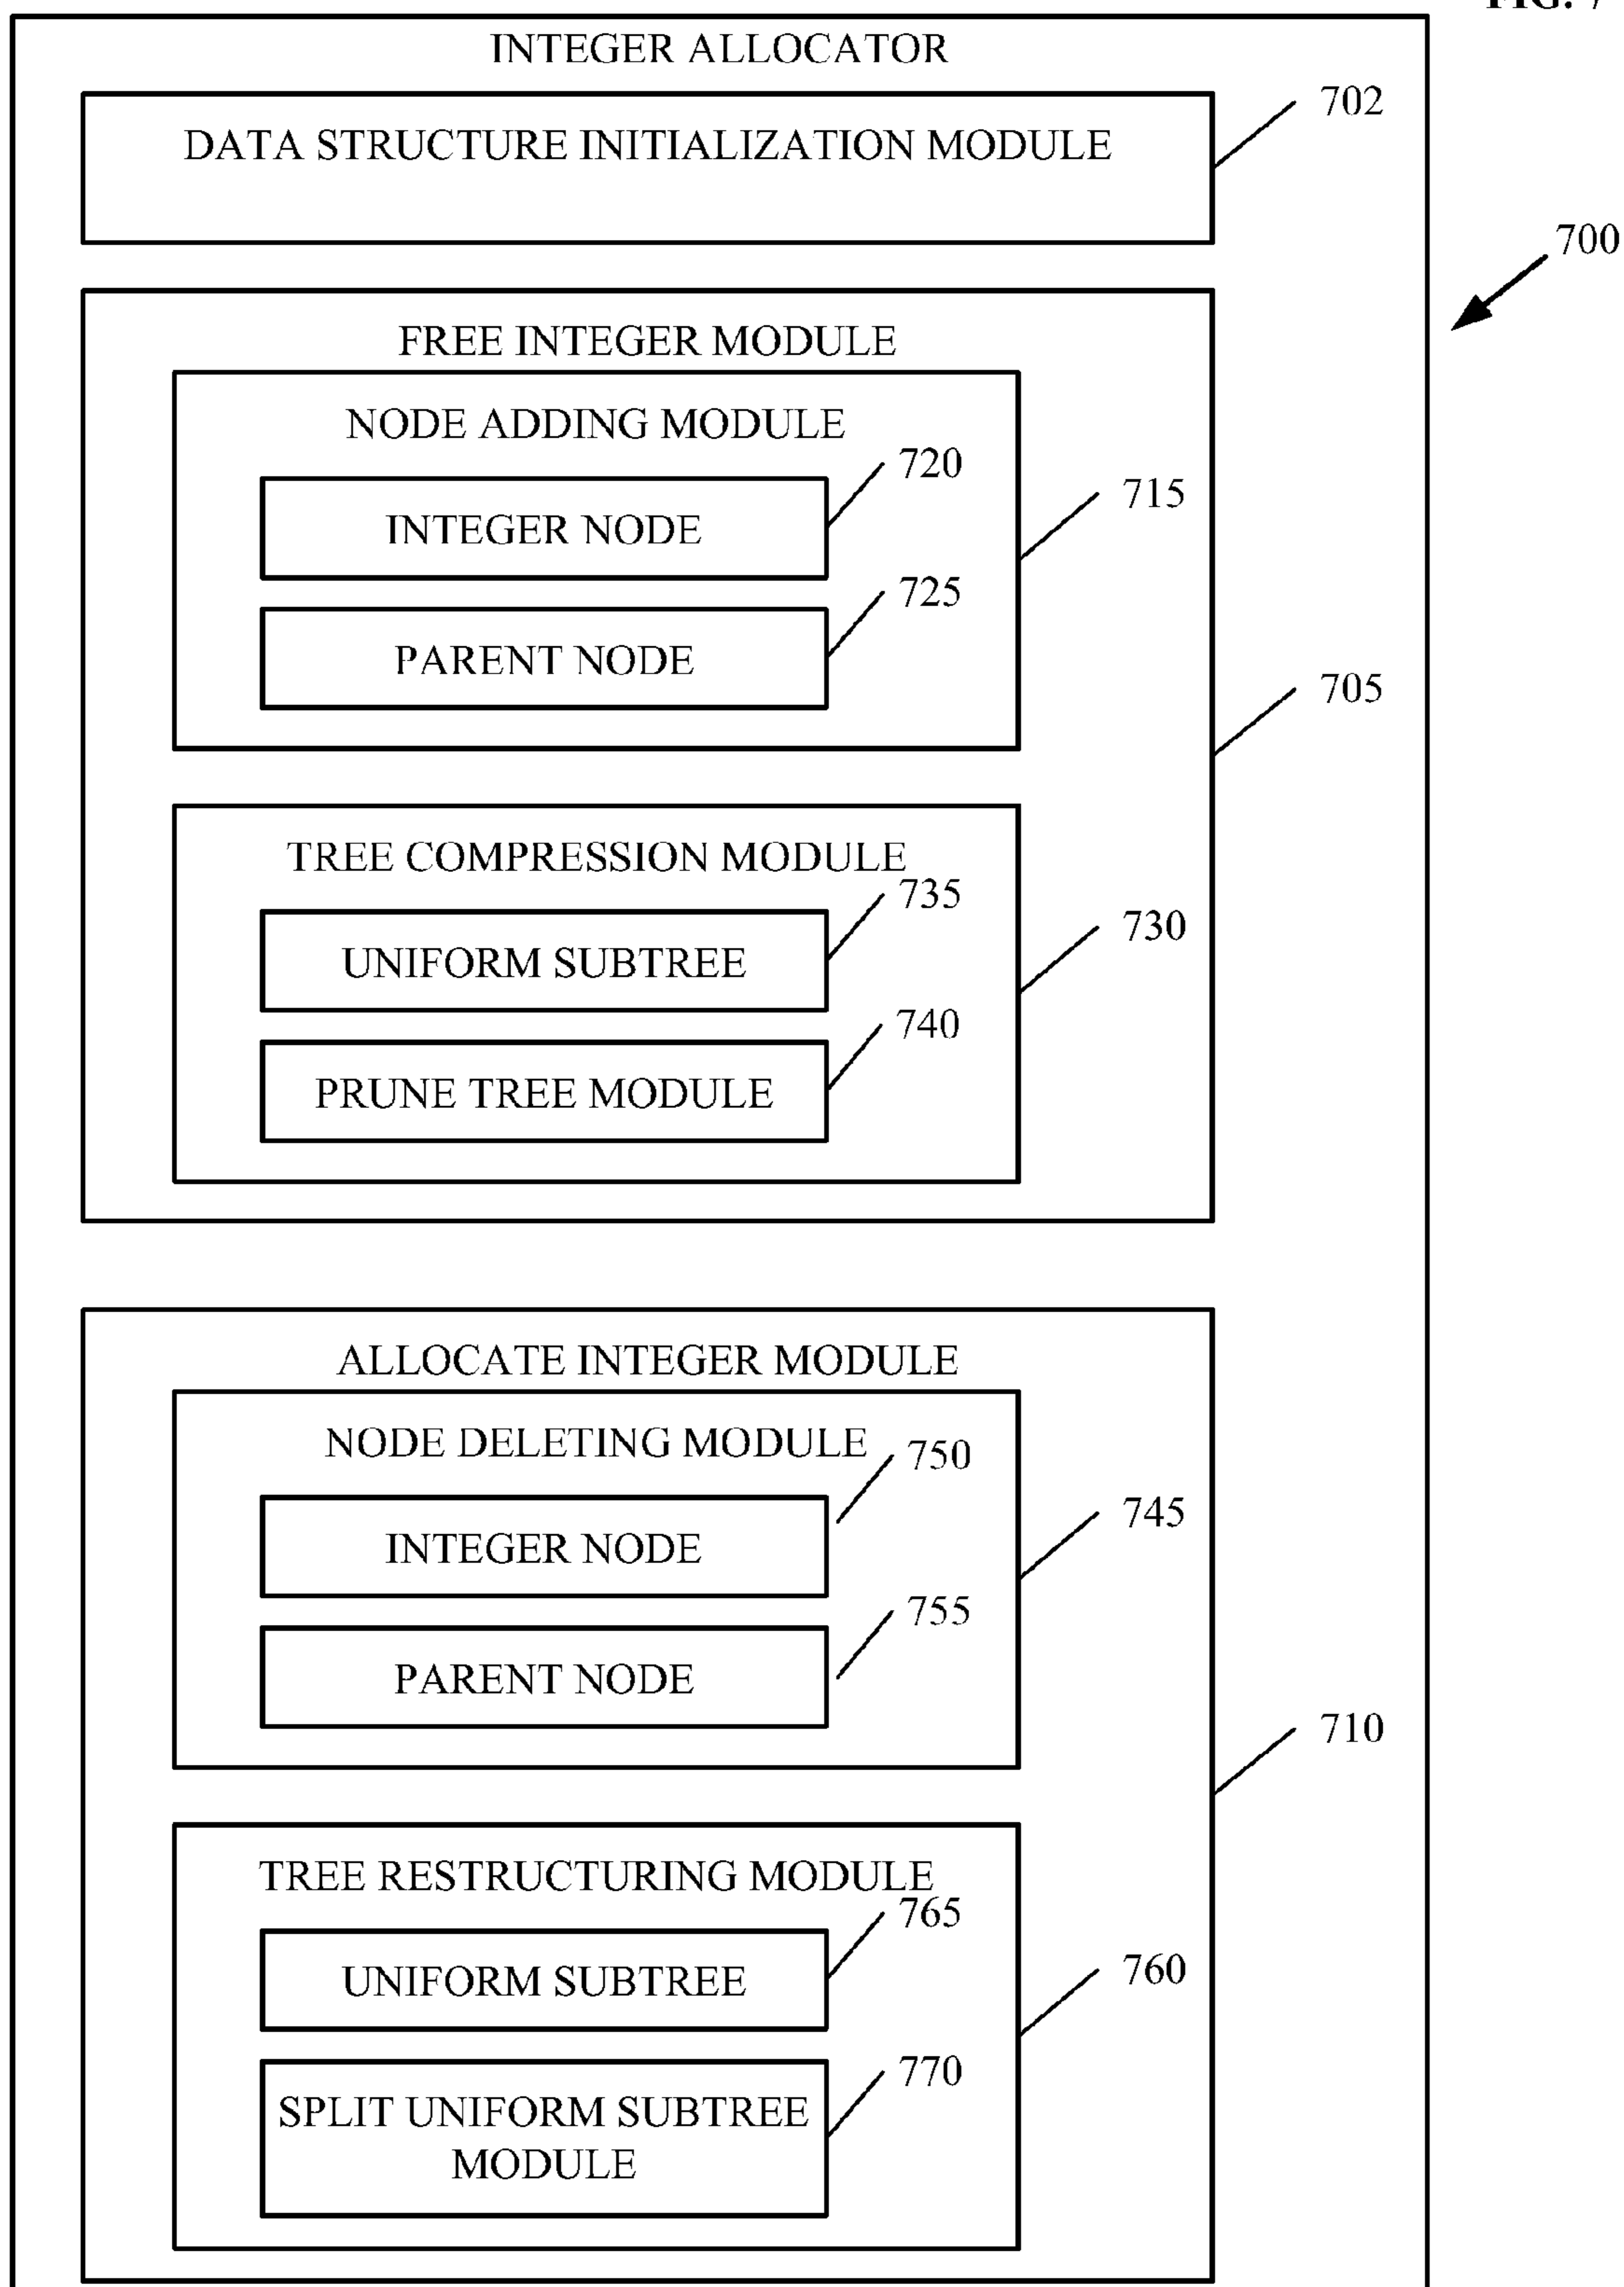 FIG. 7
INTEGER ALLOCATOR
702
DATA STRUCTURE INITIALIZATION MODULE
700
FREE INTEGER MODULE
NODE ADDING MODULE
720
715
INTEGER NODE
725
PARENT NODE
705
TREE COMPRESSION MODULE
735
730
UNIFORM SUBTREE
740
PRUNE TREE MODULE
ALLOCATE INTEGER MODULE
NODE DELETING MODULE
750
745
INTEGER NODE
755
PARENT NODE
710
TREE RESTRUCTURING MODULE
765
760
UNIFORM SUBTREE
770
SPLIT UNIFORM SUBTREE
MODULE